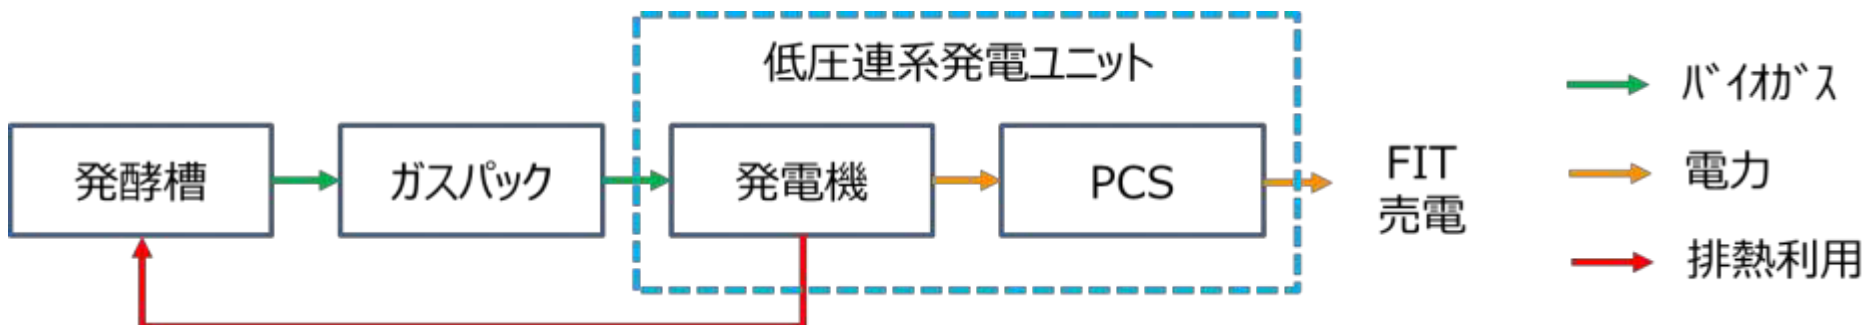 低圧連系発電ユニット
発酵槽
ガスパック
発電機
PCS
FIT
売電
ﾊﾞｲｵｶﾞｽ
電力
排熱利用